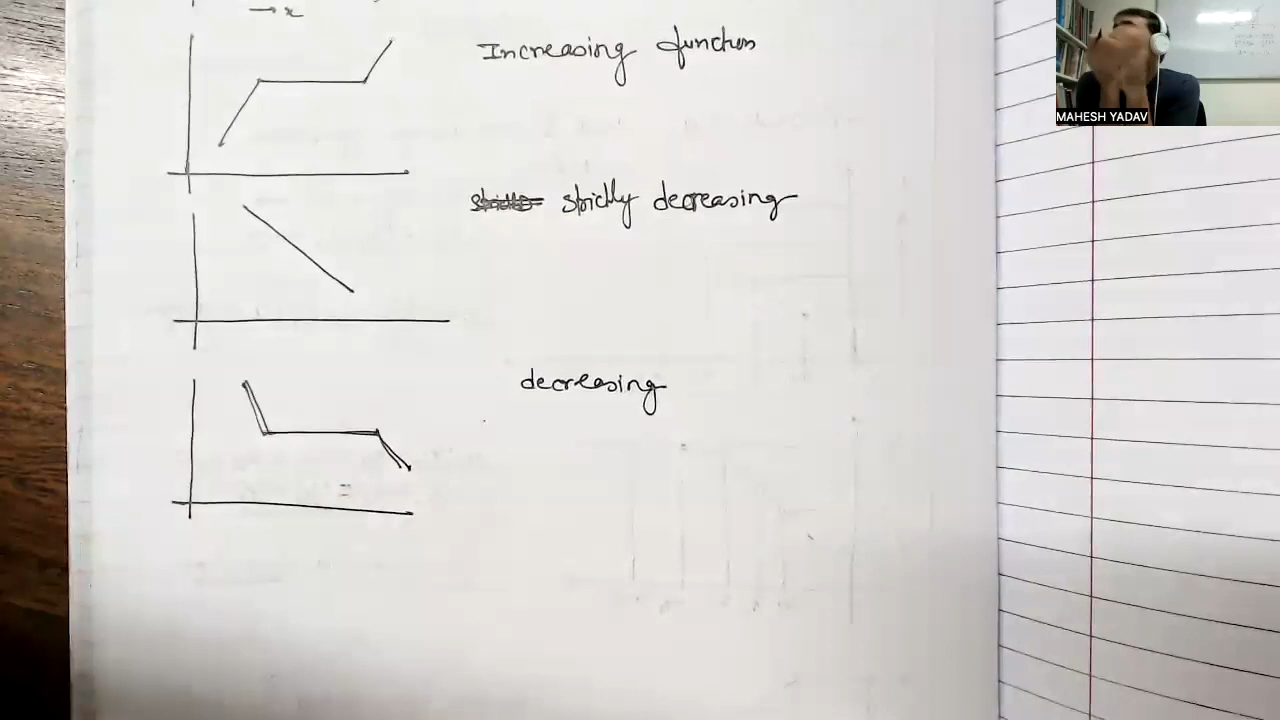 → x
Increasing function
strictly decreasing
decreasing
MAHESH YADAV